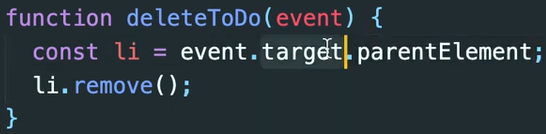 function deleteToDo(event) {
const li = event.target.parentElement;
li.remove();
}